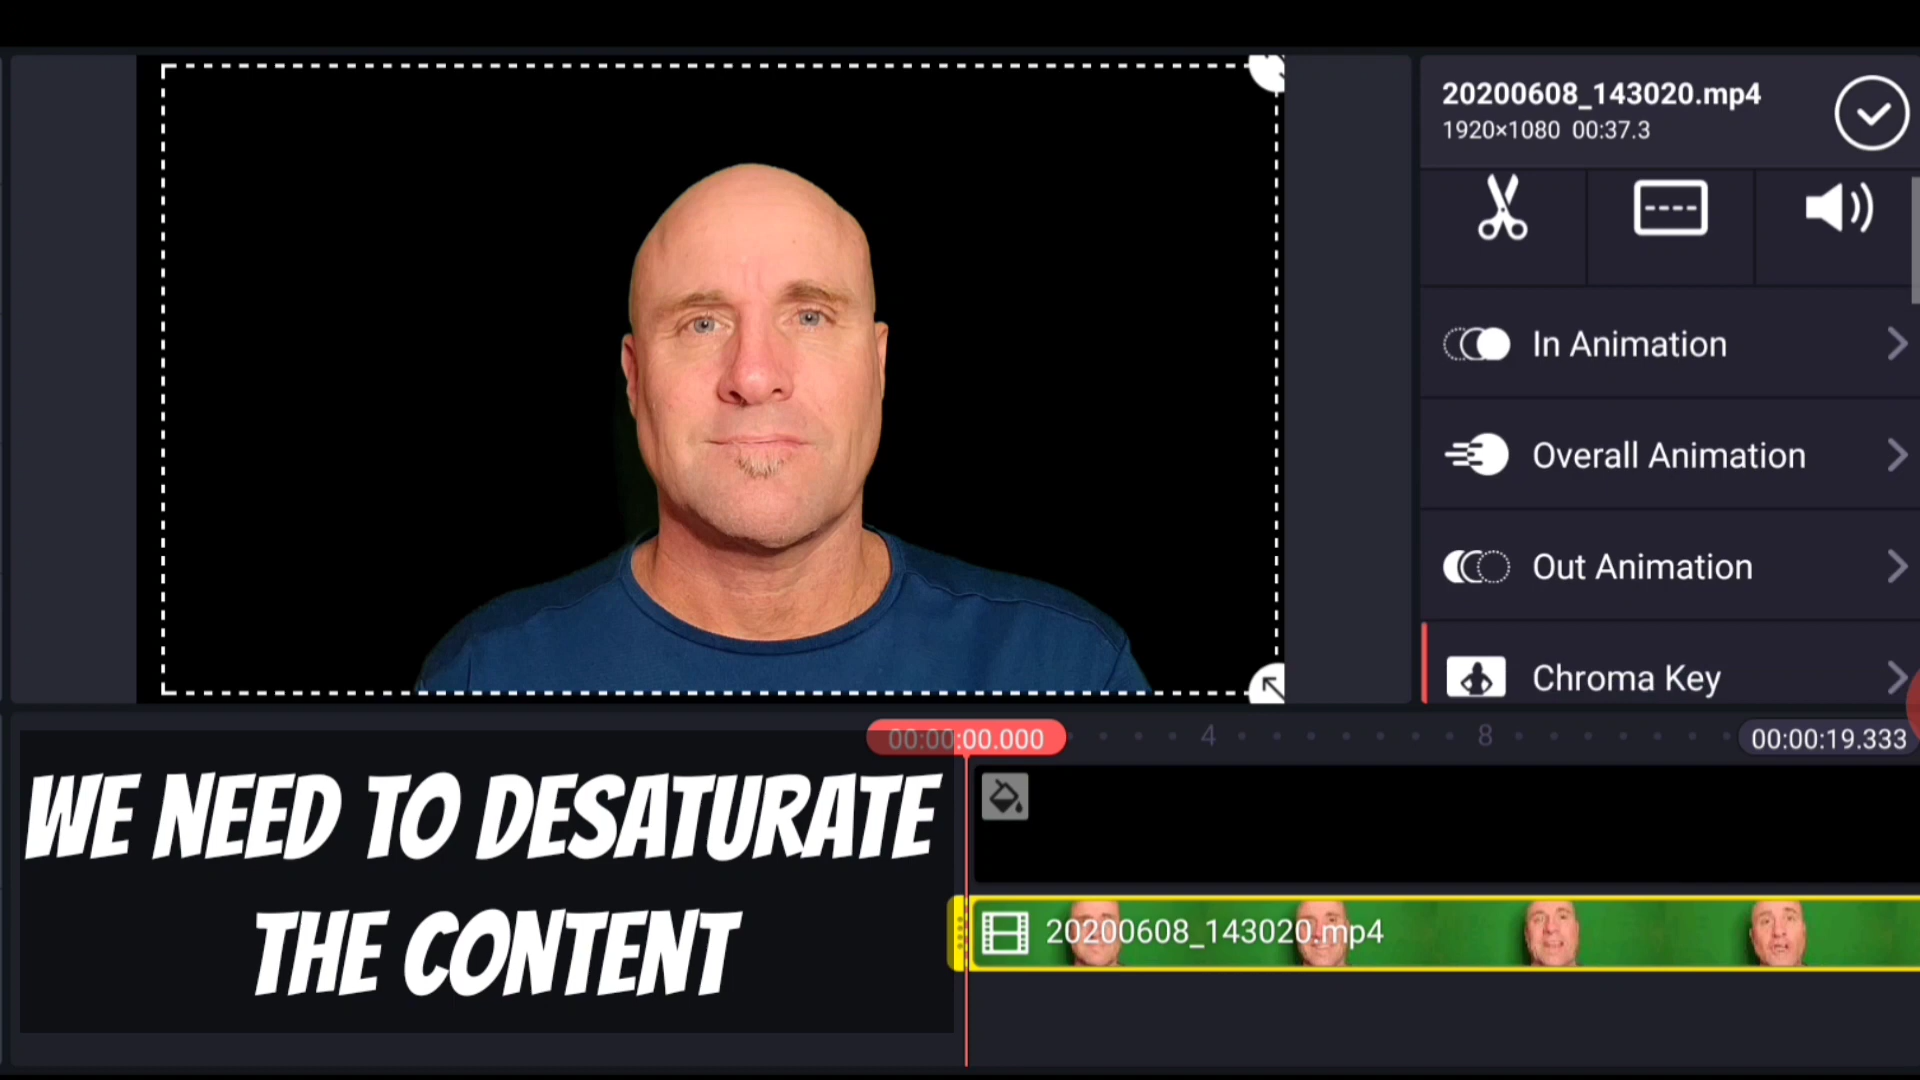 20200608_143020.mp4
1920×1080 00:37.3
In Animation
Overall Animation
Out Animation
Chroma Key
00:00:00.000
4
8
00:00:19.333
WE NEED TO DESATURATE
THE CONTENT
20200608_143020.mp4